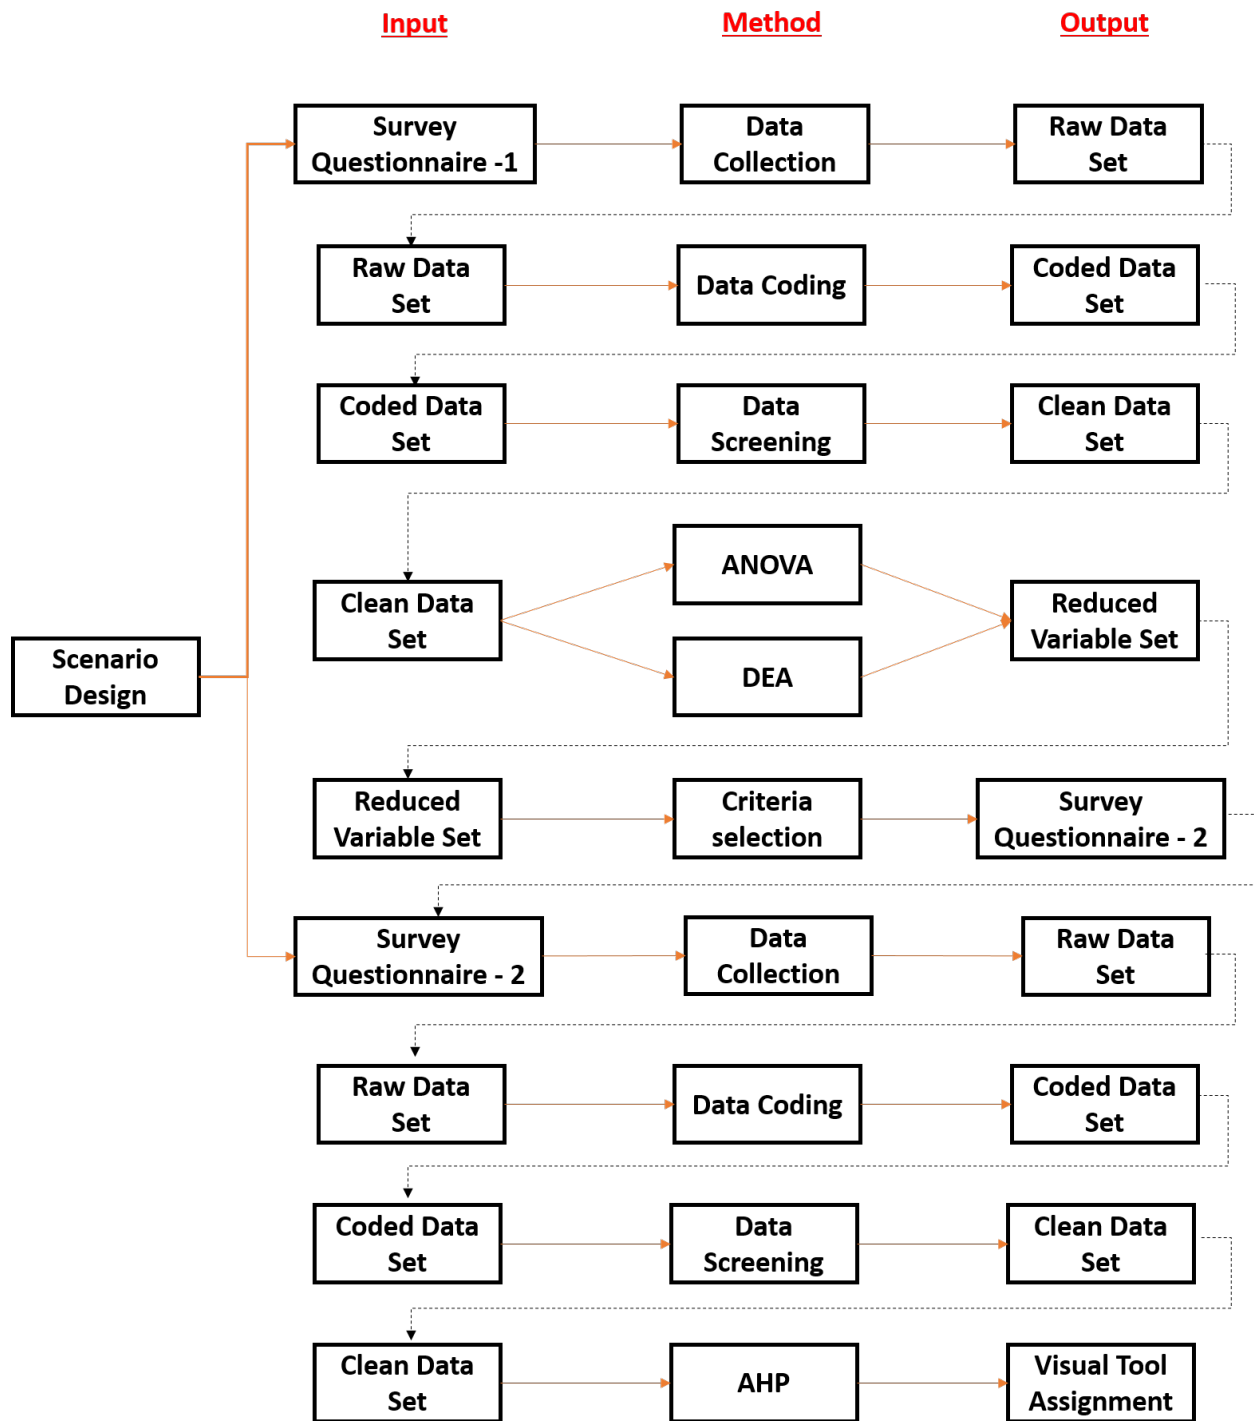 Input
Method
Output
Survey
Questionnaire -1
Data
Collection
Raw Data
Set
Raw Data
Set
Data Coding
Coded Data
Set
Coded Data
Set
Data
Screening
Clean Data
Set
Clean Data
Set
ANOVA
DEA
Reduced
Variable Set
Scenario
Design
Reduced
Variable Set
Criteria
selection
Survey
Questionnaire - 2
Survey
Questionnaire - 2
Data
Collection
Raw Data
Set
Raw Data
Set
Data Coding
Coded Data
Set
Coded Data
Set
Data
Screening
Clean Data
Set
Clean Data
Set
AHP
Visual Tool
Assignment